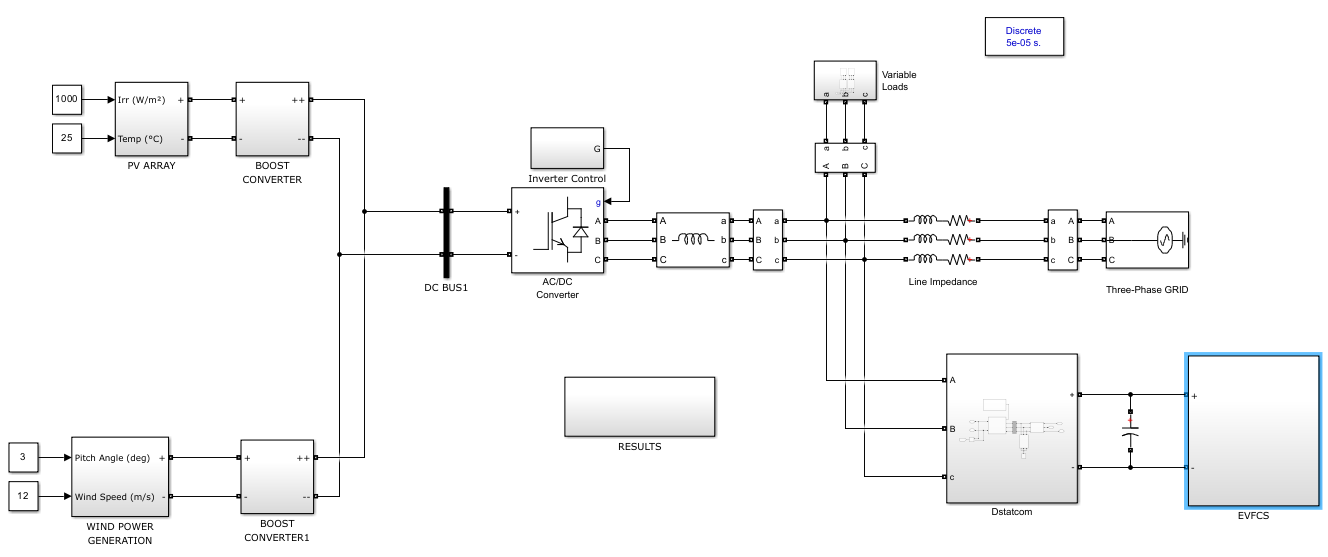 Discrete
5e-05 s.
Variable
Loads
a b c
a b c
A B C
1000
Irr (W/m²) +
+ ++
25
Temp (°C) -
- --
PV ARRAY
BOOST
CONVERTER
G
Inverter Control
g
+
A
B
-
C
AC/DC
Converter
A a
B b
C c
A a
B b
C c
DC BUS1
a A
b B
c C
A
B
C
Line Impedance
Three-Phase GRID
A
B
c
+
-
Dstatcom
+
+
-
EVFCS
RESULTS
3
Pitch Angle (deg) +
+ ++
12
Wind Speed (m/s) -
- --
WIND POWER
GENERATION
BOOST
CONVERTER1